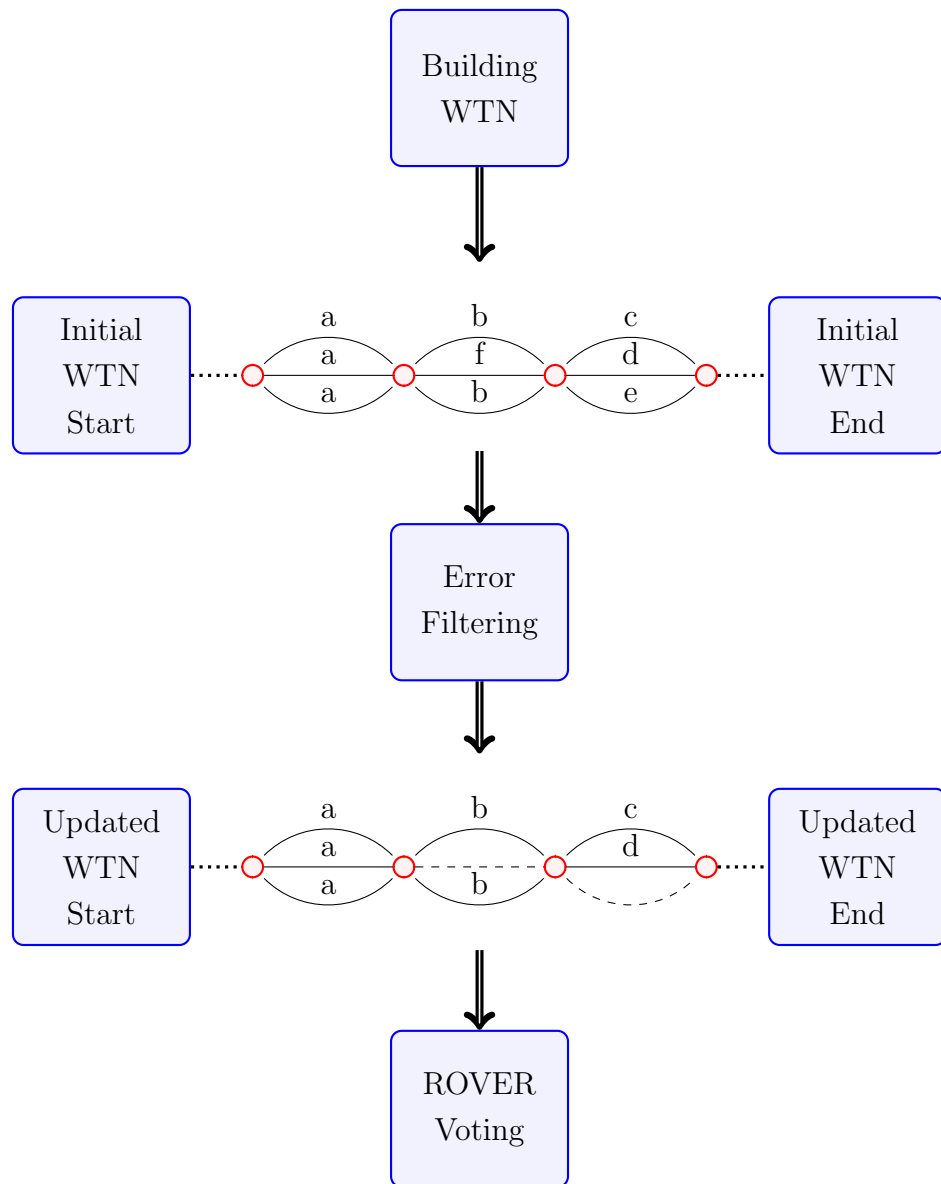 Building
WTN
a b c
Initial
WTN
Start
a f d
a b e
Initial
WTN
End
Error
Filtering
a b c
Updated
WTN
Start
a d
a b
Updated
WTN
End
ROVER
Voting